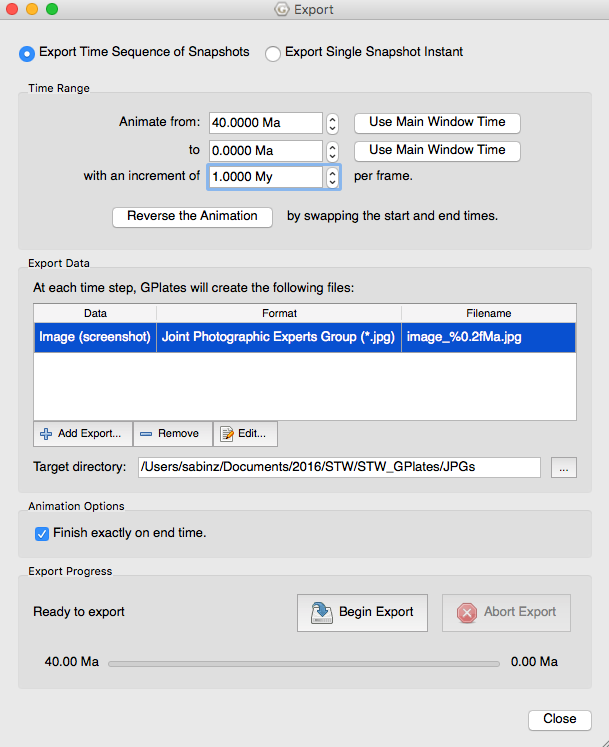 Export
Export Time Sequence of Snapshots Export Single Snapshot Instant
Time Range
Animate from: 40.0000 Ma Use Main Window Time
to 0.0000 Ma Use Main Window Time
with an increment of 1.0000 My per frame.
Reverse the Animation by swapping the start and end times.
Export Data
At each time step, GPlates will create the following files:
Data Format Filename
Image (screenshot) Joint Photographic Experts Group (*.jpg) image_%0.2fMa.jpg
Add Export... Remove Edit...
Target directory: /Users/sabinz/Documents/2016/STW/STW_GPlates/JPGs ...
Animation Options
Finish exactly on end time.
Export Progress
Ready to export Begin Export Abort Export
40.00 Ma 0.00 Ma
Close